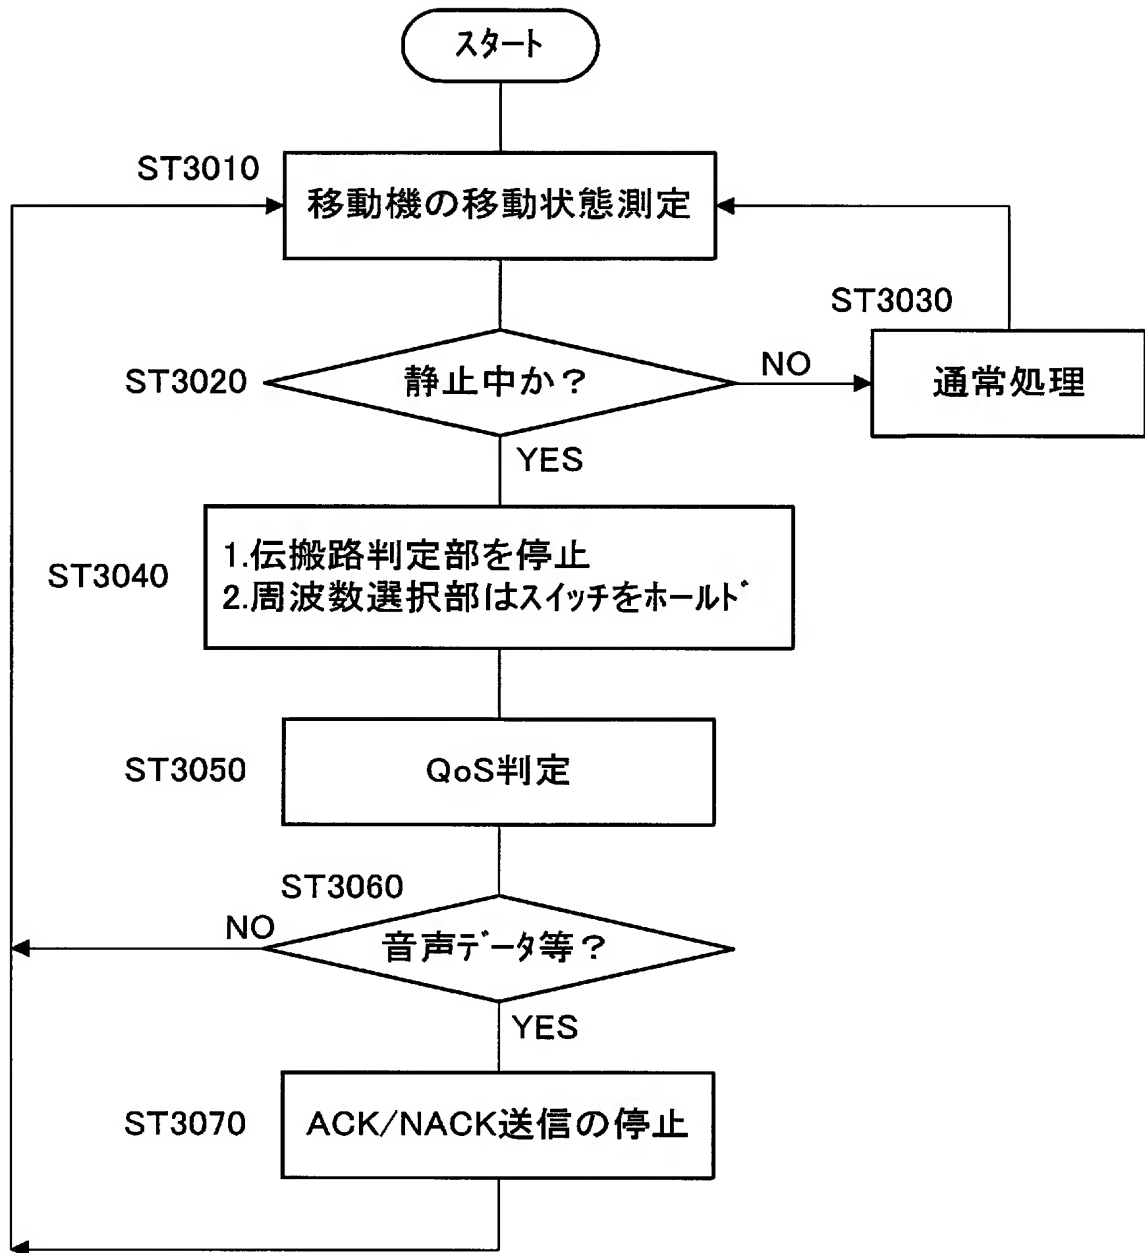 スタート
ST3010
移動機の移動状態測定
ST3030
ST3020
静止中か?
NO
通常処理
YES
ST3040
1.伝搬路判定部を停止
2.周波数選択部はスイッチをホールド
ST3050
QoS判定
ST3060
NO
音声データ等?
YES
ST3070
ACK/NACK送信の停止